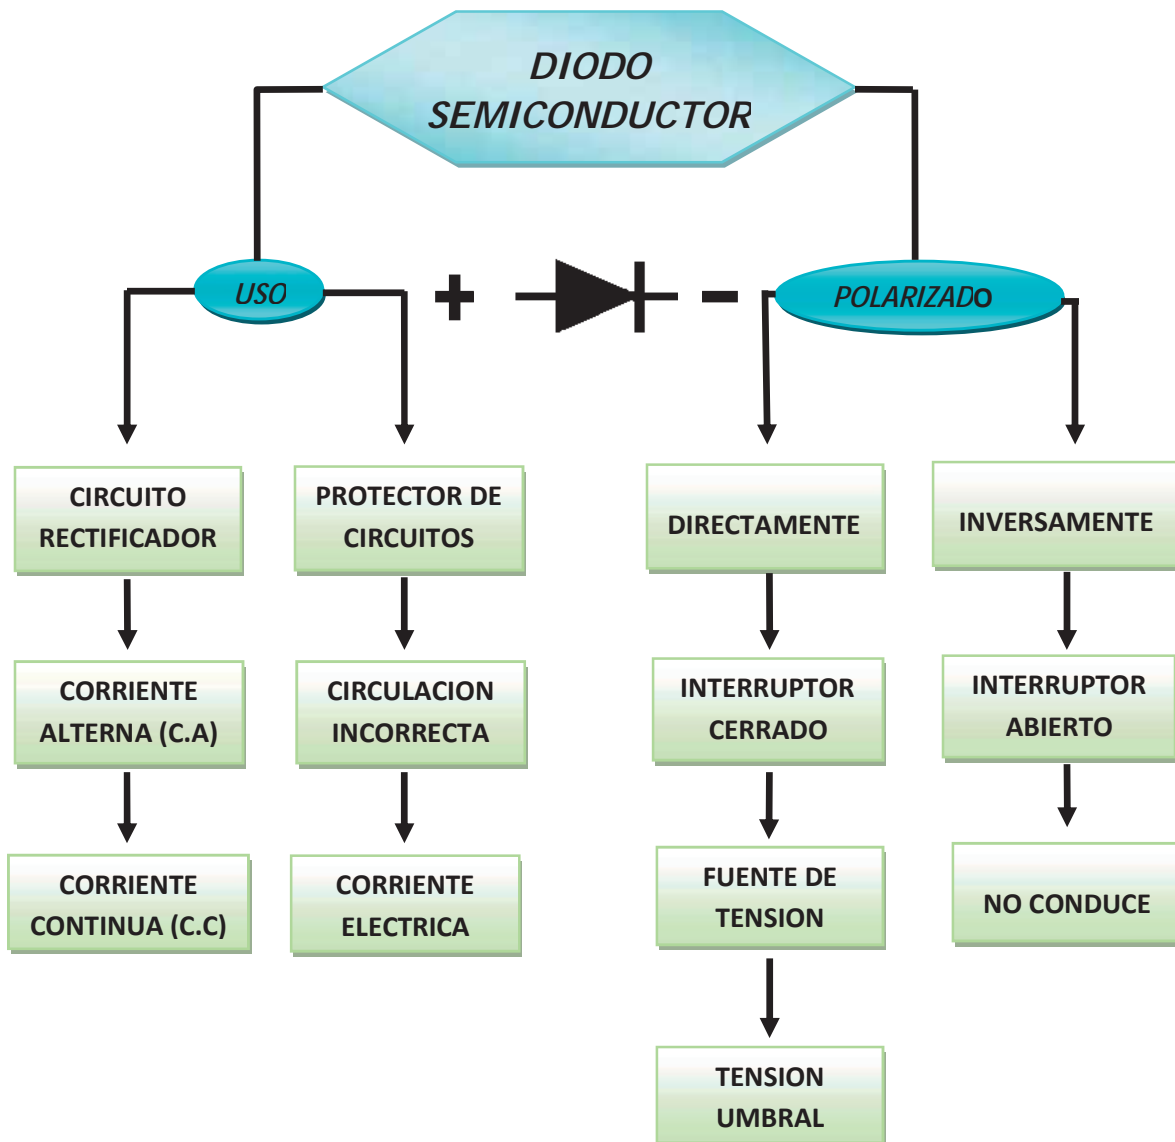 DIODO
SEMICONDUCTOR
USO
+
-
POLARIZADO
CIRCUITO
RECTIFICADOR
PROTECTOR DE
CIRCUITOS
DIRECTAMENTE
INVERSAMENTE
CORRIENTE
ALTERNA (C.A)
CIRCULACION
INCORRECTA
INTERRUPTOR
CERRADO
INTERRUPTOR
ABIERTO
CORRIENTE
CONTINUA (C.C)
CORRIENTE
ELECTRICA
FUENTE DE
TENSION
NO CONDUCE
TENSION
UMBRAL